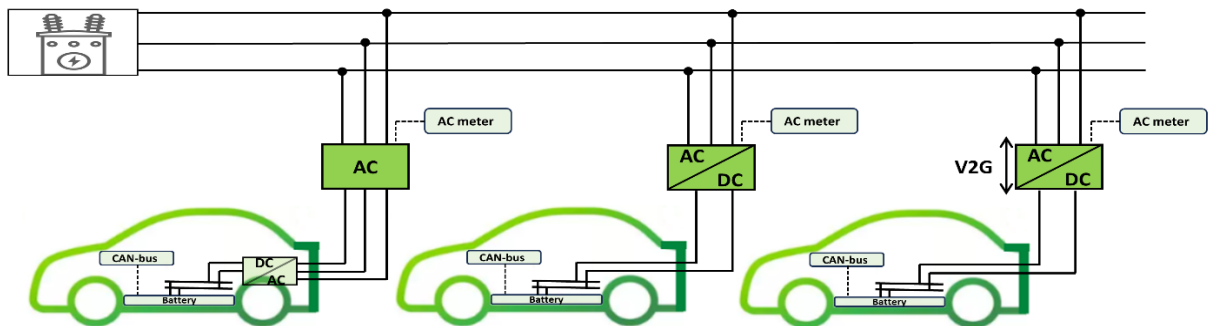 AC meter
AC meter
AC meter
AC
AC
DC
V2G
AC
DC
CAN-bus
DC
AC
Battery
CAN-bus
Battery
CAN-bus
Battery